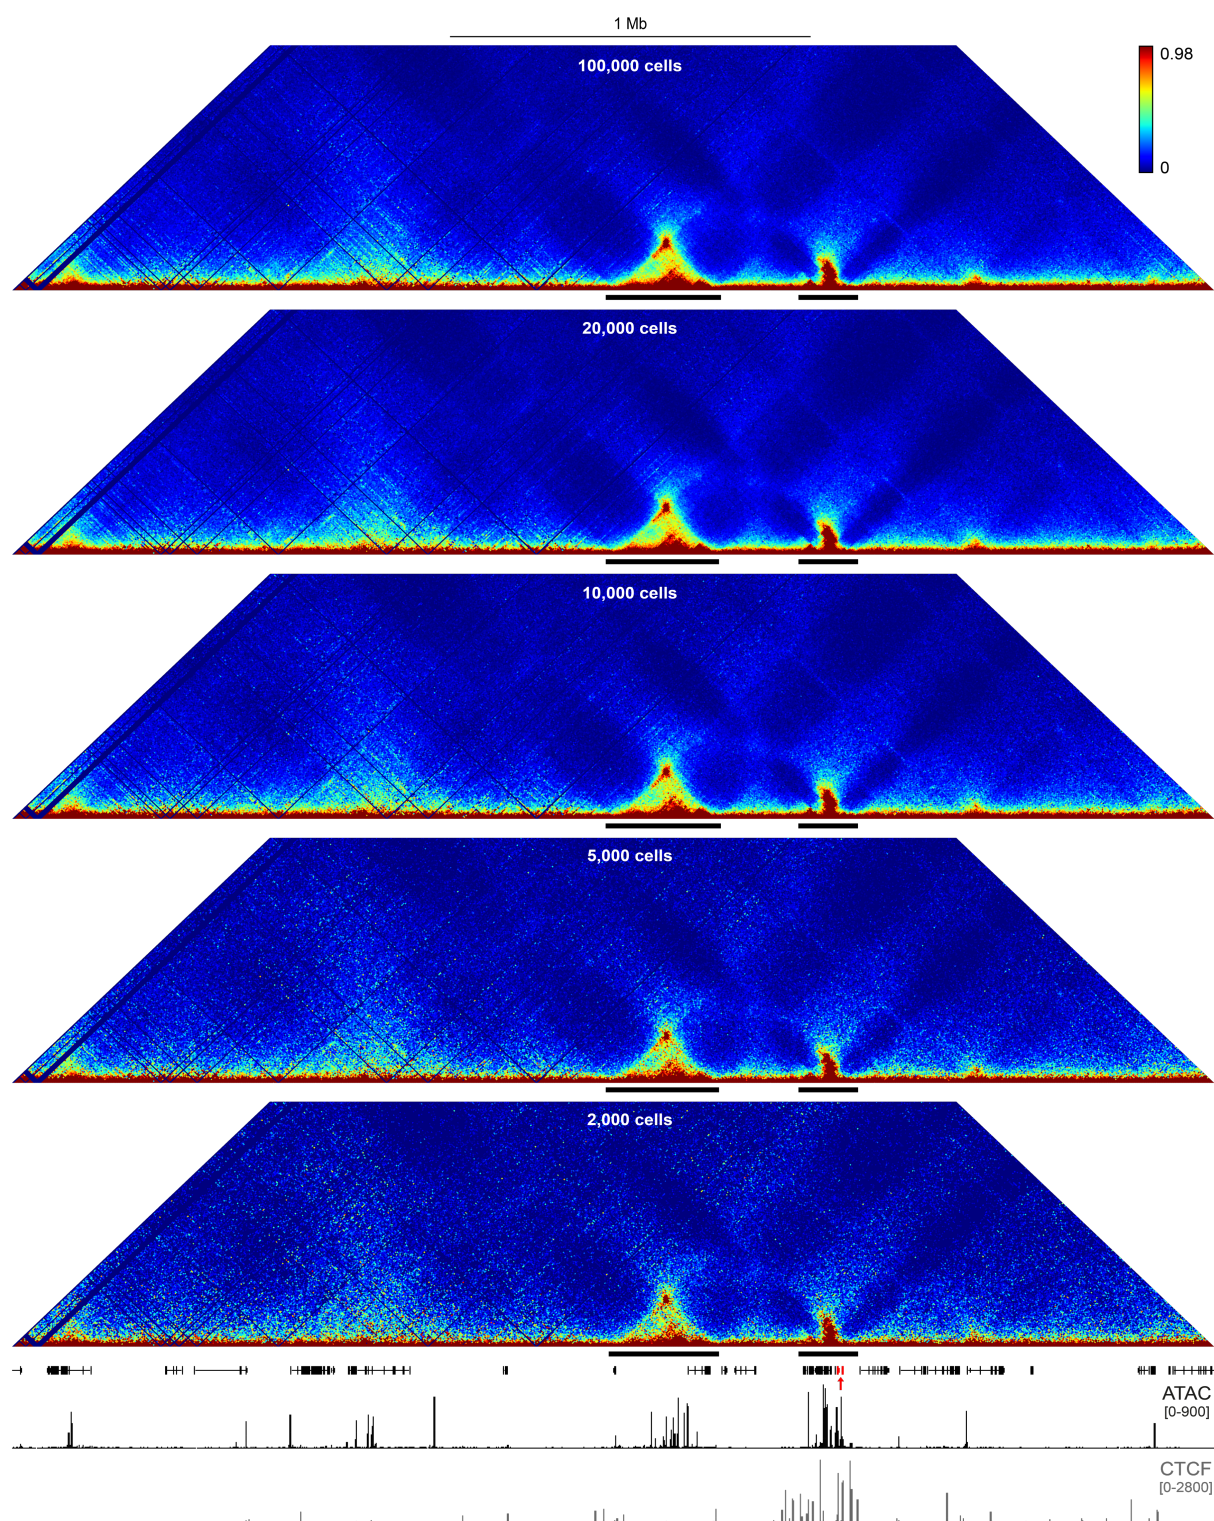 1 Mb
100,000 cells
0.98
0
20,000 cells
10,000 cells
5,000 cells
2,000 cells
ATAC
[0-900]
CTCF
[0-2800]